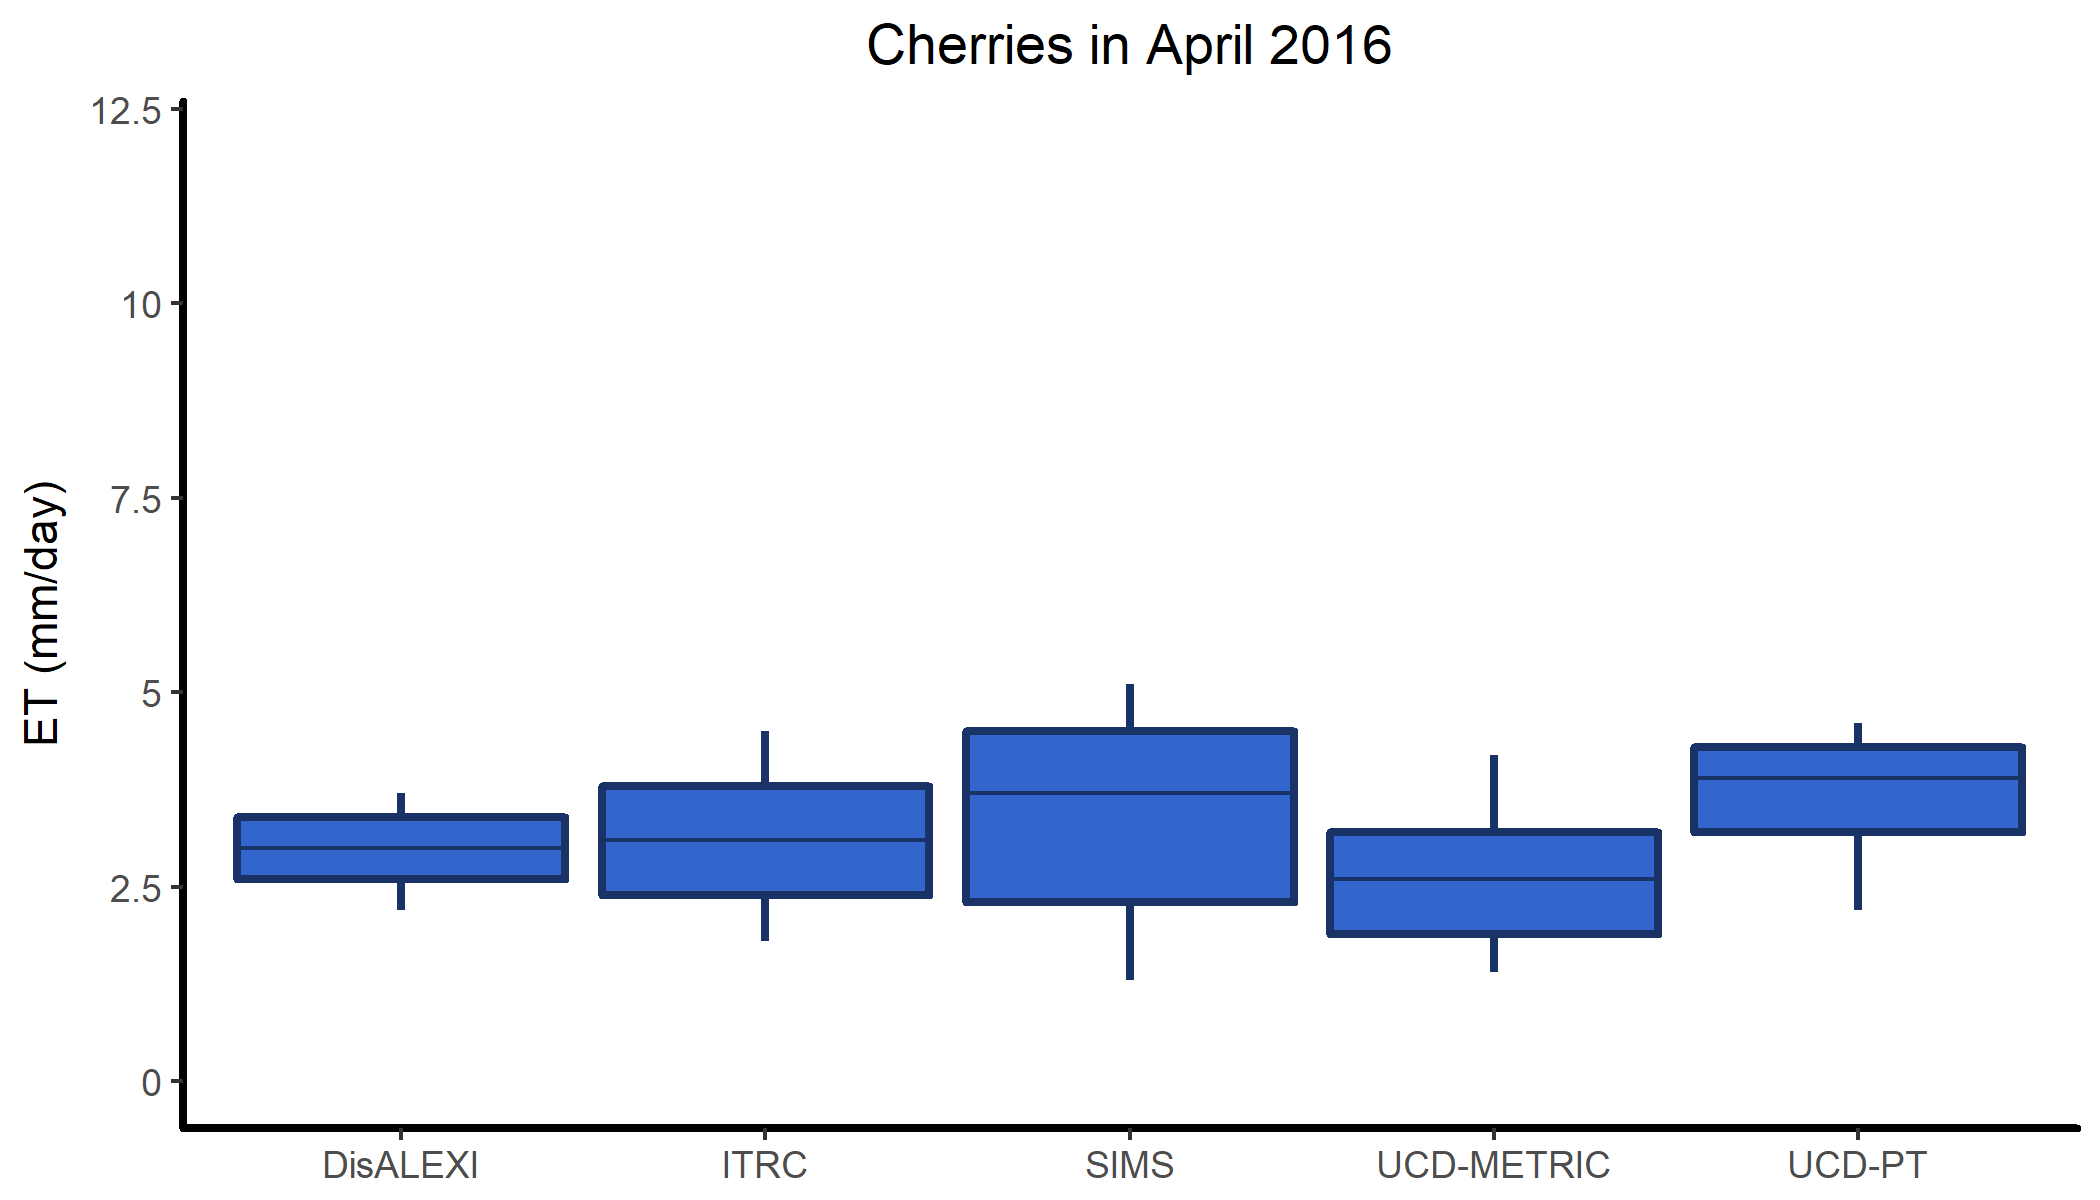 Cherries in April 2016
12.5
10
7.5
5
2.5
0
ET (mm/day)
DisALEXI ITRC SIMS UCD-METRIC UCD-PT